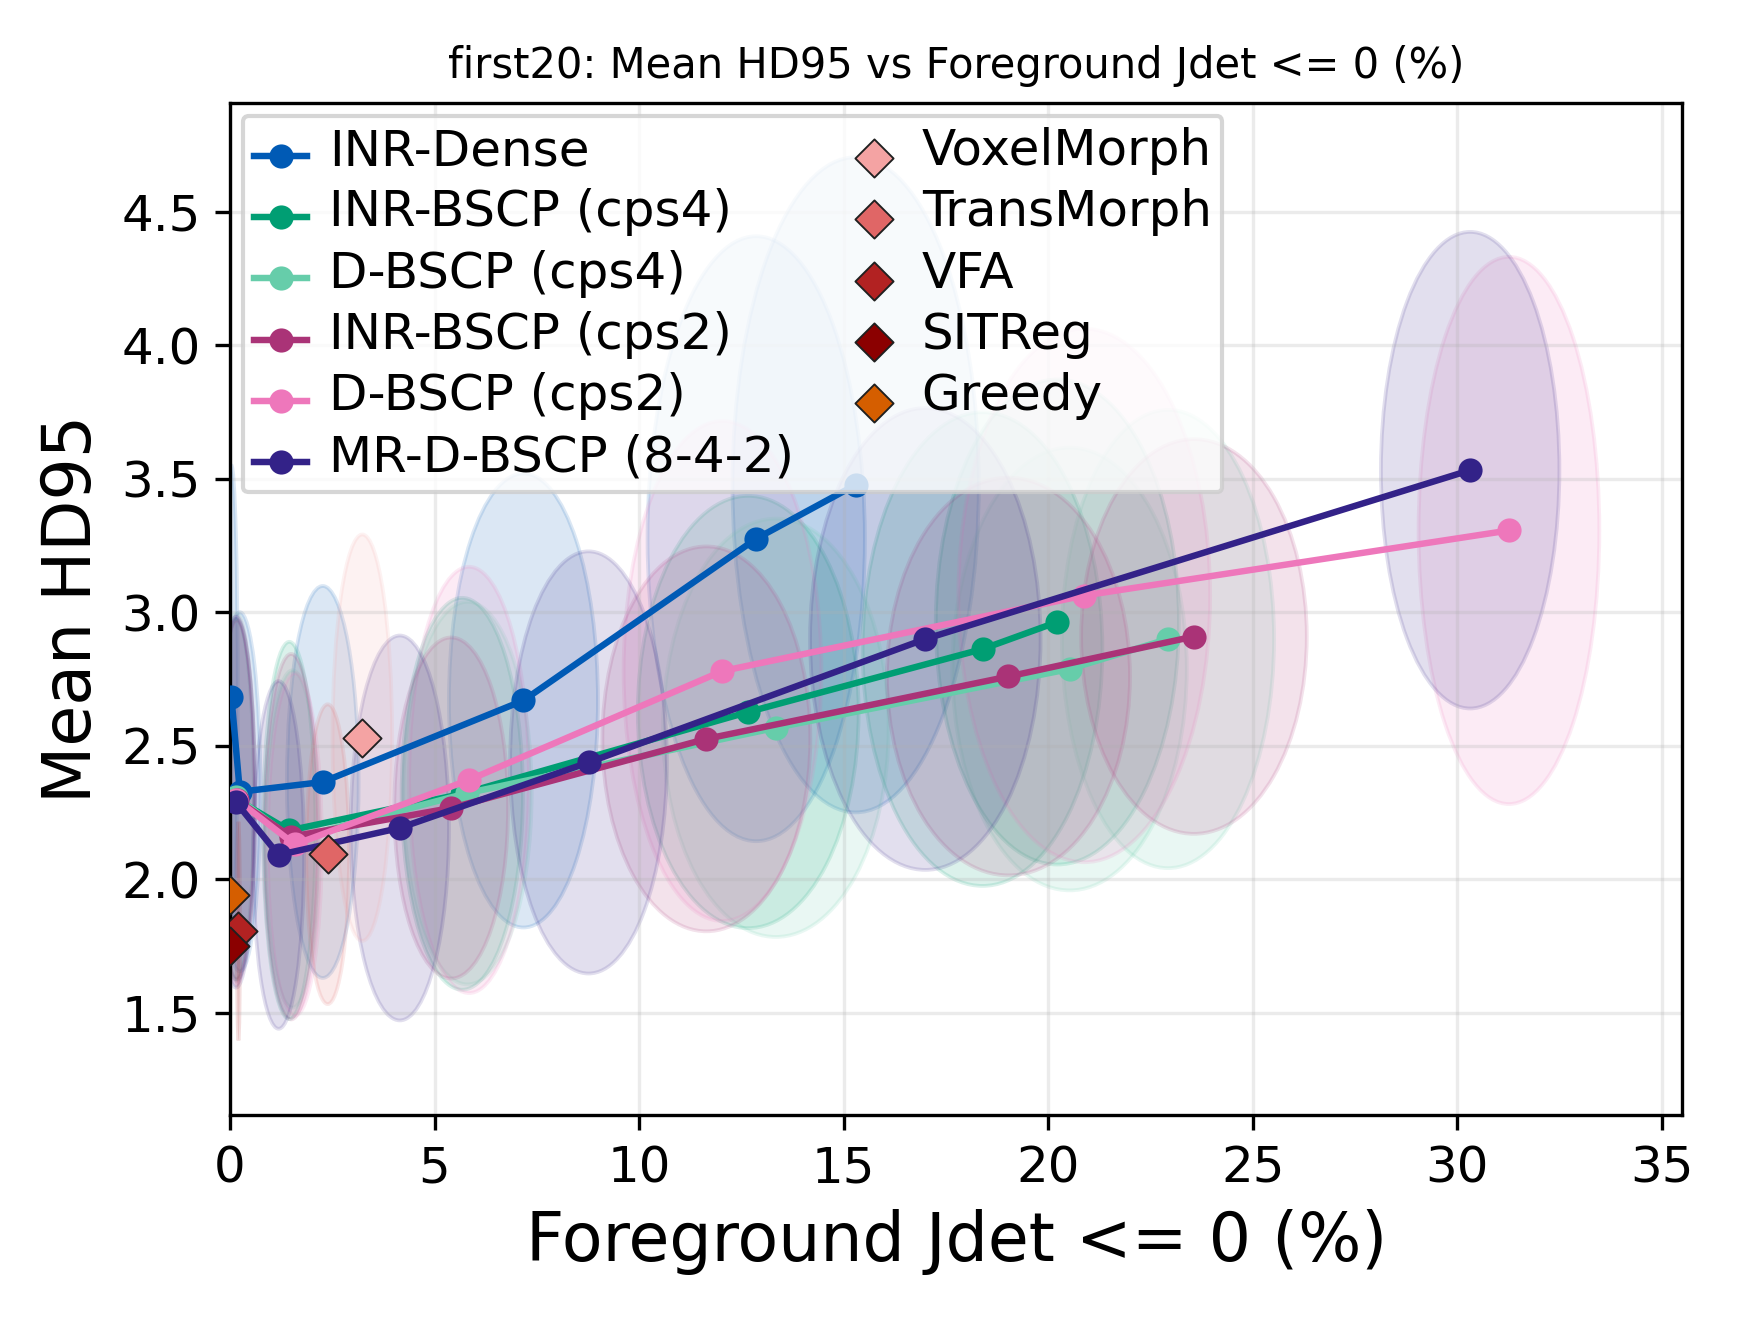 first20: Mean HD95 vs Foreground Jdet <= 0 (%)
INR-Dense
INR-BSCP (cps4)
D-BSCP (cps4)
INR-BSCP (cps2)
D-BSCP (cps2)
MR-D-BSCP (8-4-2)
VoxelMorph
TransMorph
VFA
SITReg
Greedy
Mean HD95
4.5
4.0
3.5
3.0
2.5
2.0
1.5
0 5 10 15 20 25 30 35
Foreground Jdet <= 0 (%)